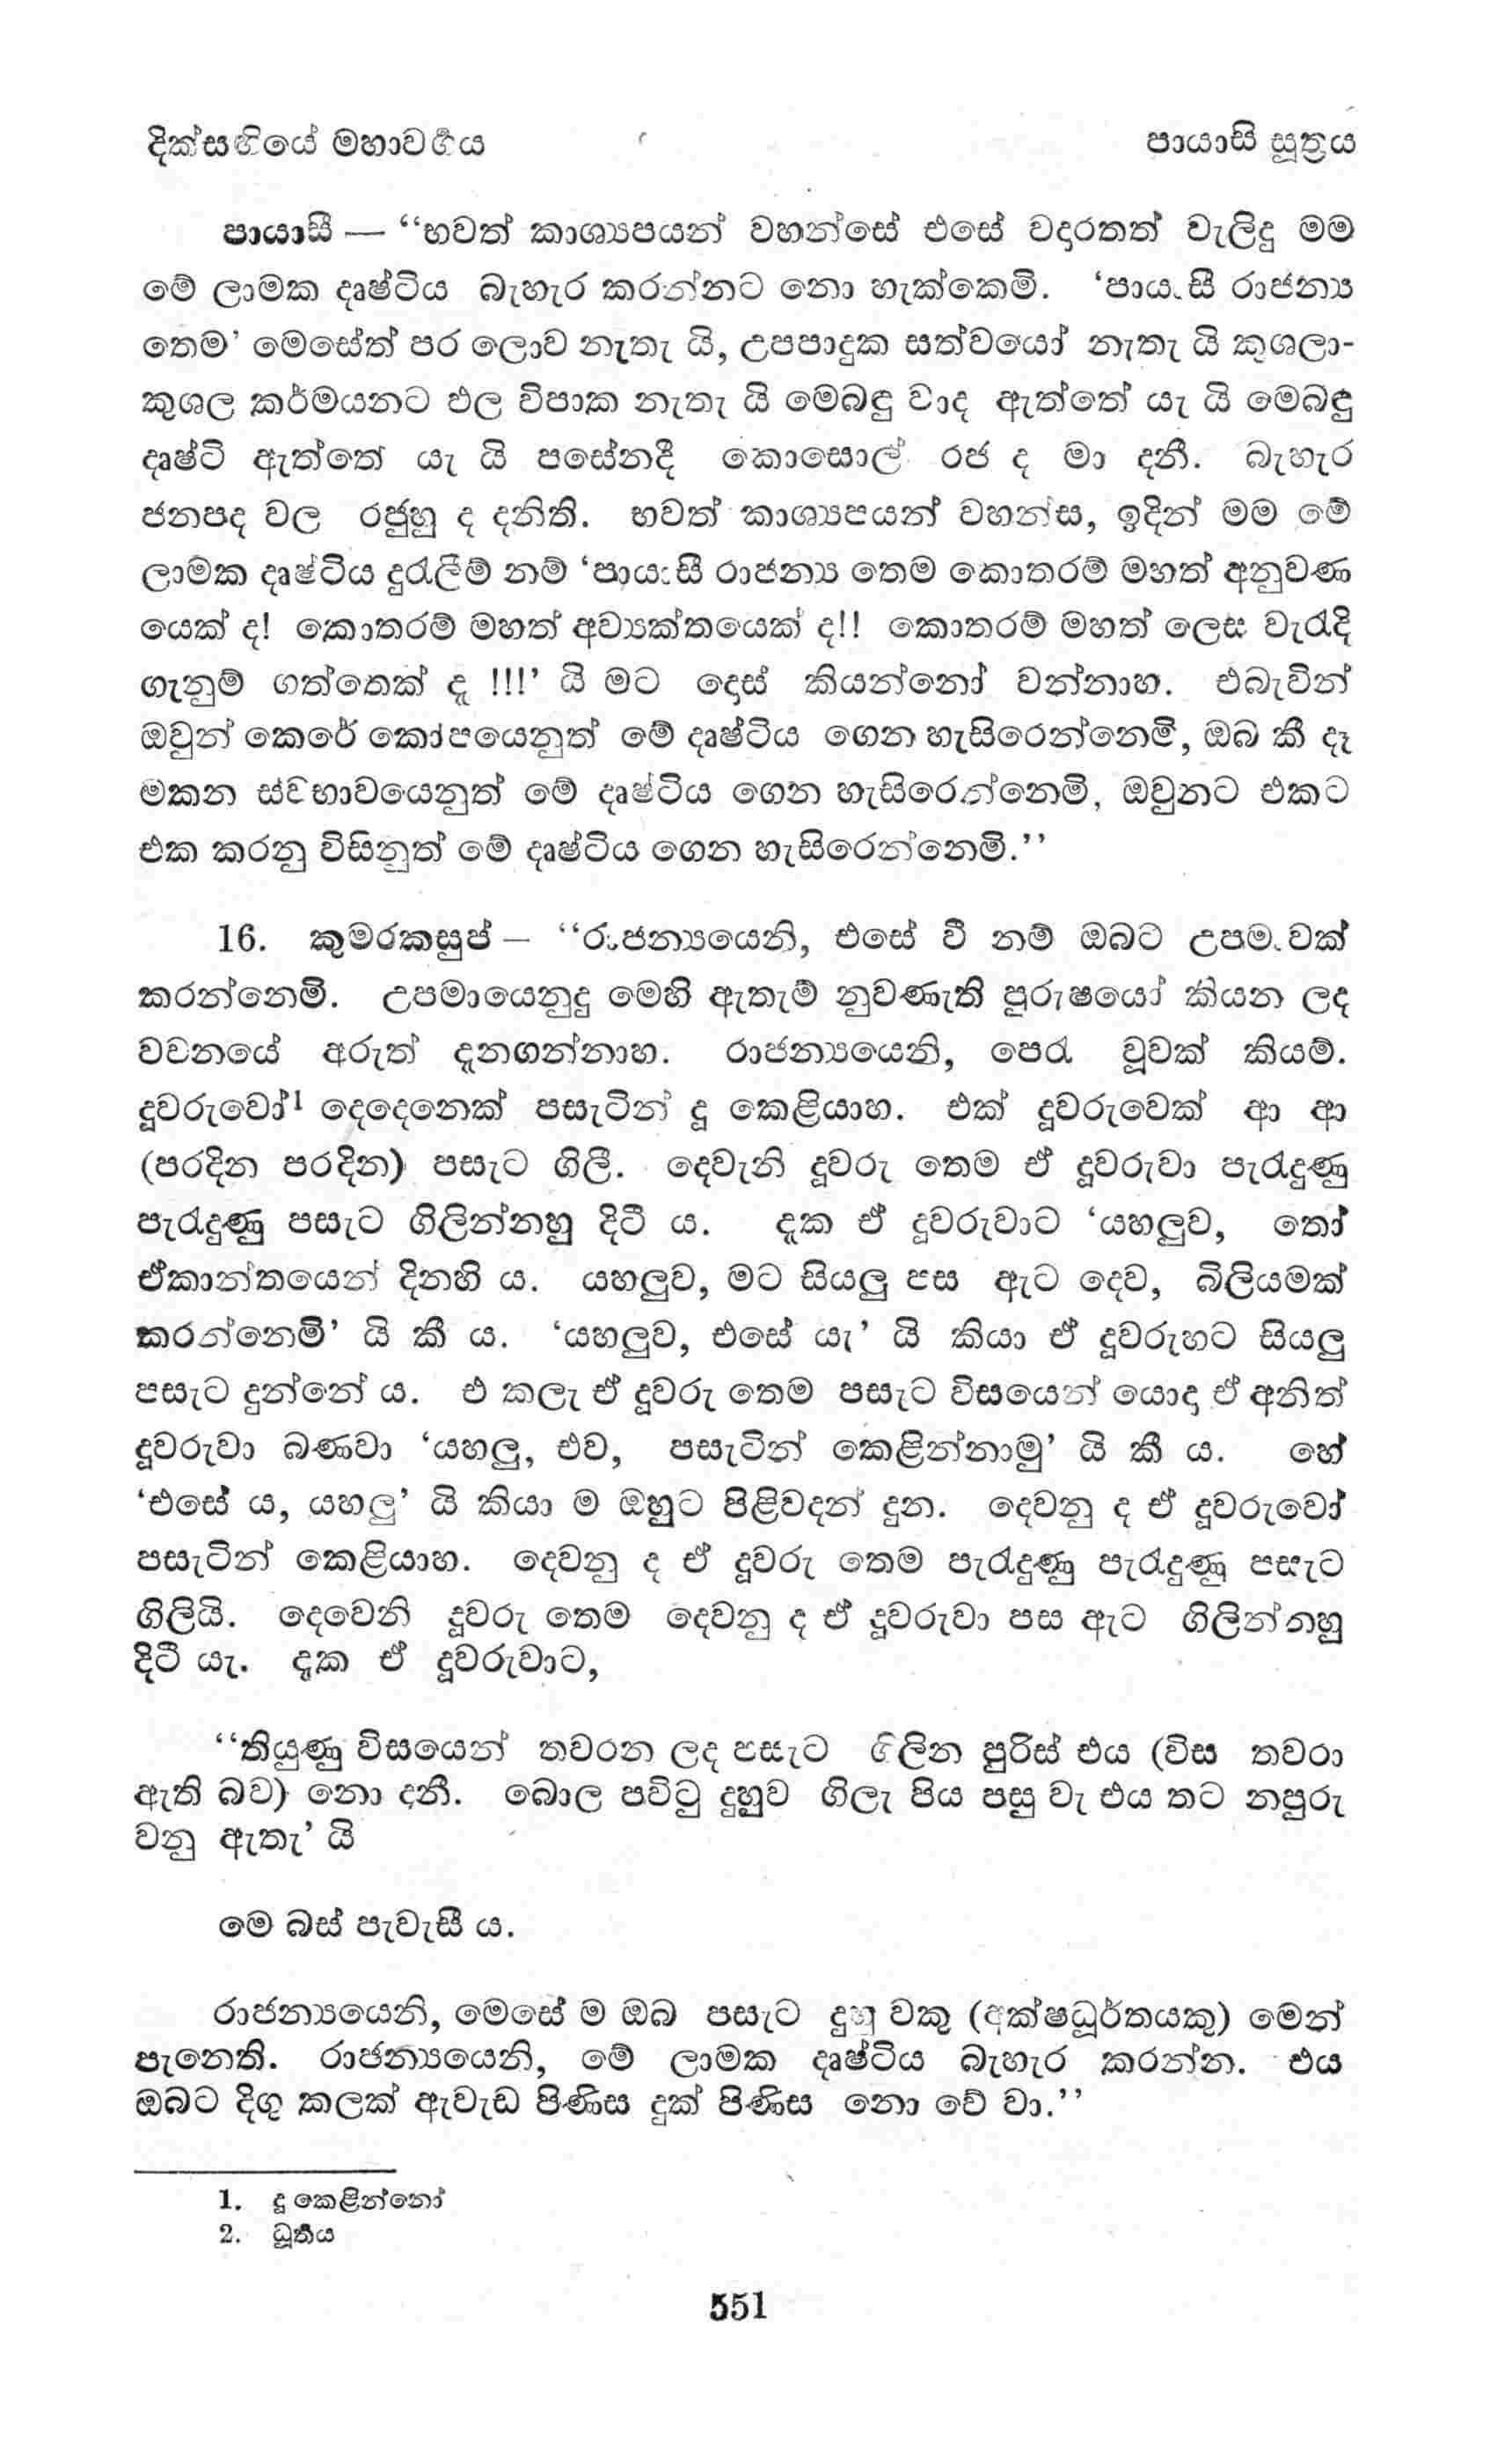 දික්සඟියේ මහාවර්‍ගය
පායාසි සූත්‍රය
පායාසී — “භවත් කාශ්‍යපයන් වහන්සේ එසේ වදාරතත් වැලිදු මම
මේ ලාමක දෘෂ්ටිය බැහැර කරන්නට නො හැක්කෙමි. ‘පායාසී රාජන්‍ය
තෙම’ මෙසේත් පර ලොව නැතැ යි, උපපාදුක සත්වයෝ නැතැ යි කුශලා-
කුශල කර්මයනට ඵල විපාක නැතැ යි මෙබඳු වාද ඇත්තේ යැ යි මෙබඳු
දෘෂ්ටි ඇත්තේ යැ යි පසේනදී කොසොල් රජ ද මා දනී. බැහැර
ජනපද වල රජුහු ද දනිති. භවත් කාශ්‍යපයන් වහන්ස, ඉදින් මම මේ
ලාමක දෘෂ්ටිය දුරැලීම් නම් ‘පායාසී රාජන්‍ය තෙම කොතරම් මහත් අනුවණ
යෙක් ද! කොතරම් මහත් අව්‍යක්තයෙක් ද!! කොතරම් මහත් ලෙස වැරැදි
ගැනුම් ගත්තෙක් ද !!!’ යි මට දොස් කියන්නෝ වන්නාහ. එබැවින්
ඔවුන් කෙරේ කෝපයෙනුත් මේ දෘෂ්ටිය ගෙන හැසිරෙන්නෙමි, ඔබ කී දෑ
මකන ස්වභාවයෙනුත් මේ දෘෂ්ටිය ගෙන හැසිරෙන්නෙමි, ඔවුනට එකට
එක කරනු විසිනුත් මේ දෘෂ්ටිය ගෙන හැසිරෙන්නෙමි.”
16. කුමරකසුප් – “රාජන්‍යයෙනි, එසේ වී නම් ඔබට උපමාවක්
කරන්නෙමි. උපමායෙනුදු මෙහි ඇතැම් නුවණැති පුරුෂයෝ කියන ලද
වචනයේ අරුත් දැනගන්නාහ. රාජන්‍යයෙනි, පෙරැ වූවක් කියම්.
දූවරුවෝ¹ දෙදෙනෙක් පසැටින් දූ කෙළියාහ. එක් දූවරුවෙක් ආ ආ
(පරදින පරදින) පසැට ගිලී. දෙවැනි දූවරු තෙම ඒ දූවරුවා පැරැදුණු
පැරැදුණු පසැට ගිලින්නහු දිටී ය. දැක ඒ දූවරුවාට ‘යහලුව, තෝ
ඒකාන්තයෙන් දිනහි ය. යහලුව, මට සියලු පස ඇට දෙව, බිලියමක්
කරන්නෙමි’ යි කී ය. ‘යහලුව, එසේ යැ’ යි කියා ඒ දූවරුහට සියලු
පසැට දුන්නේ ය. එ කලැ ඒ දූවරු තෙම පසැට විසයෙන් යොදා ඒ අනිත්
දූවරුවා බණවා ‘යහලු, එව, පසැටින් කෙළින්නාමු’ යි කී ය. හේ
‘එසේ ය, යහලු’ යි කියා ම ඔහුට පිළිවදන් දුන. දෙවනු ද ඒ දූවරුවෝ
පසැටින් කෙළියාහ. දෙවනු ද ඒ දූවරු තෙම පැරැදුණු පැරැදුණු පසැට
ගිලියි. දෙවෙනි දූවරු තෙම දෙවනු ද ඒ දූවරුවා පස ඇට ගිලින්නහු
දිටී යැ. දැක ඒ දූවරුවාට,
“තියුණු විසයෙන් තවරන ලද පසැට ගිලින පුරිස් එය (විස තවරා
ඇති බව) නො දනී. බොල පවිටු දුහුව ගිලැ පිය පසු වැ එය තට නපුරු
වනු ඇතැ’ යි
මෙ බස් පැවැසී ය.
රාජන්‍යයෙනි, මෙසේ ම ඔබ පසැට දුහු වකු (අක්ෂධූර්තයකු) මෙන්
පැනෙති. රාජන්‍යයෙනි, මේ ලාමක දෘෂ්ටිය බැහැර කරන්න. එය
ඔබට දිගු කලක් ඇවැඩ පිණිස දුක් පිණිස නො වේ වා.”
1. දූ කෙළින්නෝ
2. ධූර්‍තය
551